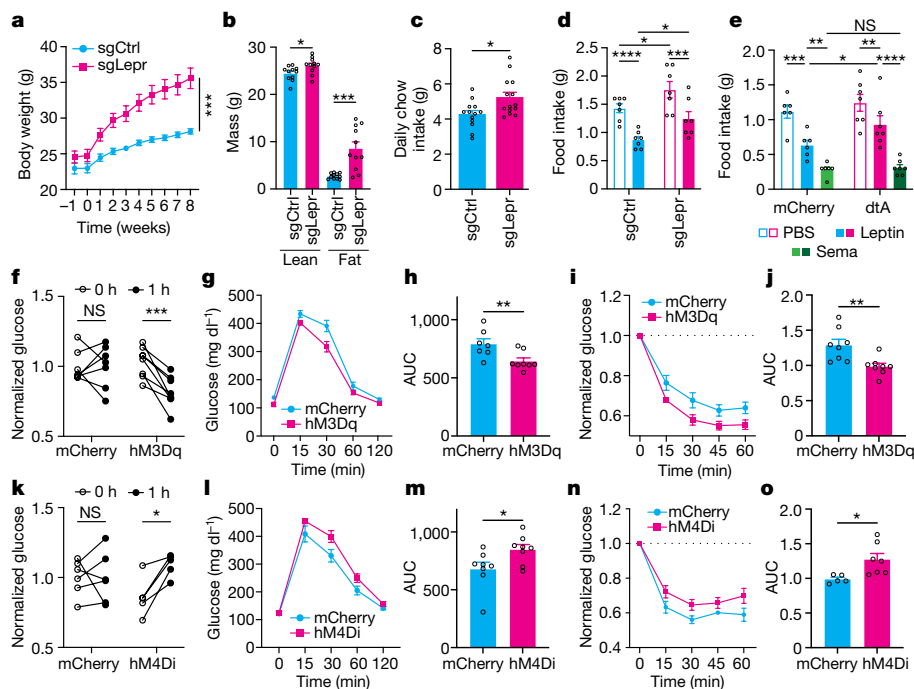 a
sgCtrl
sgLepr
Body weight (g)
40
35
30
25
20
***
−1 0 1 2 3 4 5 6 7 8
Time (weeks)
b
Mass (g)
30
20
10
0
*
***
sgCtrl
sgLepr
sgCtrl
sgLepr
Lean Fat
c
Daily chow
intake (g)
8
6
4
2
0
*
sgCtrl
sgLepr
d
Food intake (g)
2.5
2.0
1.5
1.0
0.5
0
*
*
**** ***
sgCtrl
sgLepr
e
Food intake (g)
2.0
1.5
1.0
0.5
0
NS
** **
*** * ****
mCherry dtA
PBS Leptin
Sema
f
0 h 1 h
Normalized glucose
1.5
1.0
0.5
NS ***
mCherry hM3Dq
g
Glucose (mg dl⁻¹)
500
400
300
200
100
0
mCherry
hM3Dq
0 15 30 60 120
Time (min)
h
AUC
1,000
500
0
**
mCherry hM3Dq
i
mCherry
hM3Dq
Normalized glucose
1.0
0.8
0.6
0 15 30 45 60
Time (min)
j
AUC
2.0
1.5
1.0
0.5
0
**
mCherry hM3Dq
k
0 h 1 h
Normalized glucose
1.5
1.0
0.5
NS *
mCherry hM4Di
l
Glucose (mg dl⁻¹)
500
400
300
200
100
0
mCherry
hM4Di
0 15 30 60 120
Time (min)
m
AUC
1,000
500
0
*
mCherry hM4Di
n
mCherry
hM4Di
Normalized glucose
1.0
0.8
0.6
0.4
0 15 30 45 60
Time (min)
o
AUC
2.0
1.5
1.0
0.5
0
*
mCherry hM4Di